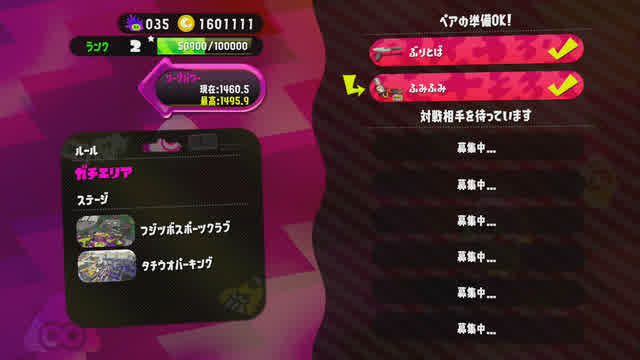 035 1601111
ランク 2 50900/100000
リーグパワー
現在:1460.5
最高:1495.9
ルール
ガチエリア
ステージ
フジツボスポーツクラブ
タチウオパーキング
ペアの準備OK!
ぷりとば
ふみふみ
対戦相手を待っています
募集中...
募集中...
募集中...
募集中...
募集中...
募集中...